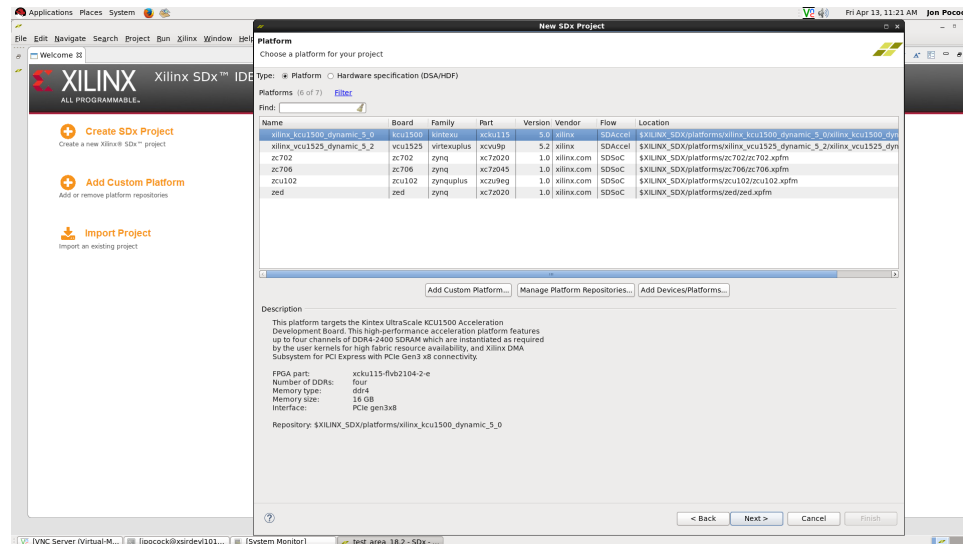 Applications Places System
Fri Apr 13, 11:21 AM Jon Pocoo
File Edit Navigate Search Project Run Xilinx Window Help
Welcome
XILINX
ALL PROGRAMMABLE
Xilinx SDx™ IDE
Create SDx Project
Create a new Xilinx® SDx™ project
Add Custom Platform
Add or remove platform repositories
Import Project
Import an existing project
New SDx Project
Platform
Choose a platform for your project
Type: Platform Hardware specification (DSA/HDF)
Platforms (6 of 7) Filter
Find:
Name Board Family Part Version Vendor Flow Location
xilinx_kcu1500_dynamic_5_0 kcu1500 kintexu xcku115 5.0 xilinx SDAccel $XILINX_SDX/platforms/xilinx_kcu1500_dynamic_5_0/xilinx_kcu1500_dyn
xilinx_vcu1525_dynamic_5_2 vcu1525 virtexuplus xcvu9p 5.2 xilinx SDAccel $XILINX_SDX/platforms/xilinx_vcu1525_dynamic_5_2/xilinx_vcu1525_dyn
zc702 zc702 zynq xc7z020 1.0 xilinx.com SDSoC $XILINX_SDX/platforms/zc702/zc702.xpfm
zc706 zc706 zynq xc7z045 1.0 xilinx.com SDSoC $XILINX_SDX/platforms/zc706/zc706.xpfm
zcu102 zcu102 zynquplus xczu9eg 1.0 xilinx.com SDSoC $XILINX_SDX/platforms/zcu102/zcu102.xpfm
zed zed zynq xc7z020 1.0 xilinx.com SDSoC $XILINX_SDX/platforms/zed/zed.xpfm
Add Custom Platform... Manage Platform Repositories... Add Devices/Platforms...
Description
This platform targets the Kintex UltraScale KCU1500 Acceleration
Development Board. This high-performance acceleration platform features
up to four channels of DDR4-2400 SDRAM which are instantiated as required
by the user kernels for high fabric resource availability, and Xilinx DMA
Subsystem for PCI Express with PCIe Gen3 x8 connectivity.
FPGA part: xcku115-flvb2104-2-e
Number of DDRs: four
Memory type: ddr4
Memory size: 16 GB
Interface: PCIe gen3x8
Repository: $XILINX_SDX/platforms/xilinx_kcu1500_dynamic_5_0
< Back Next > Cancel Finish
[VNC Server (Virtual-M... [jpocock@xsirdevl101... [System Monitor] test_area_18.2 - SDx - ...